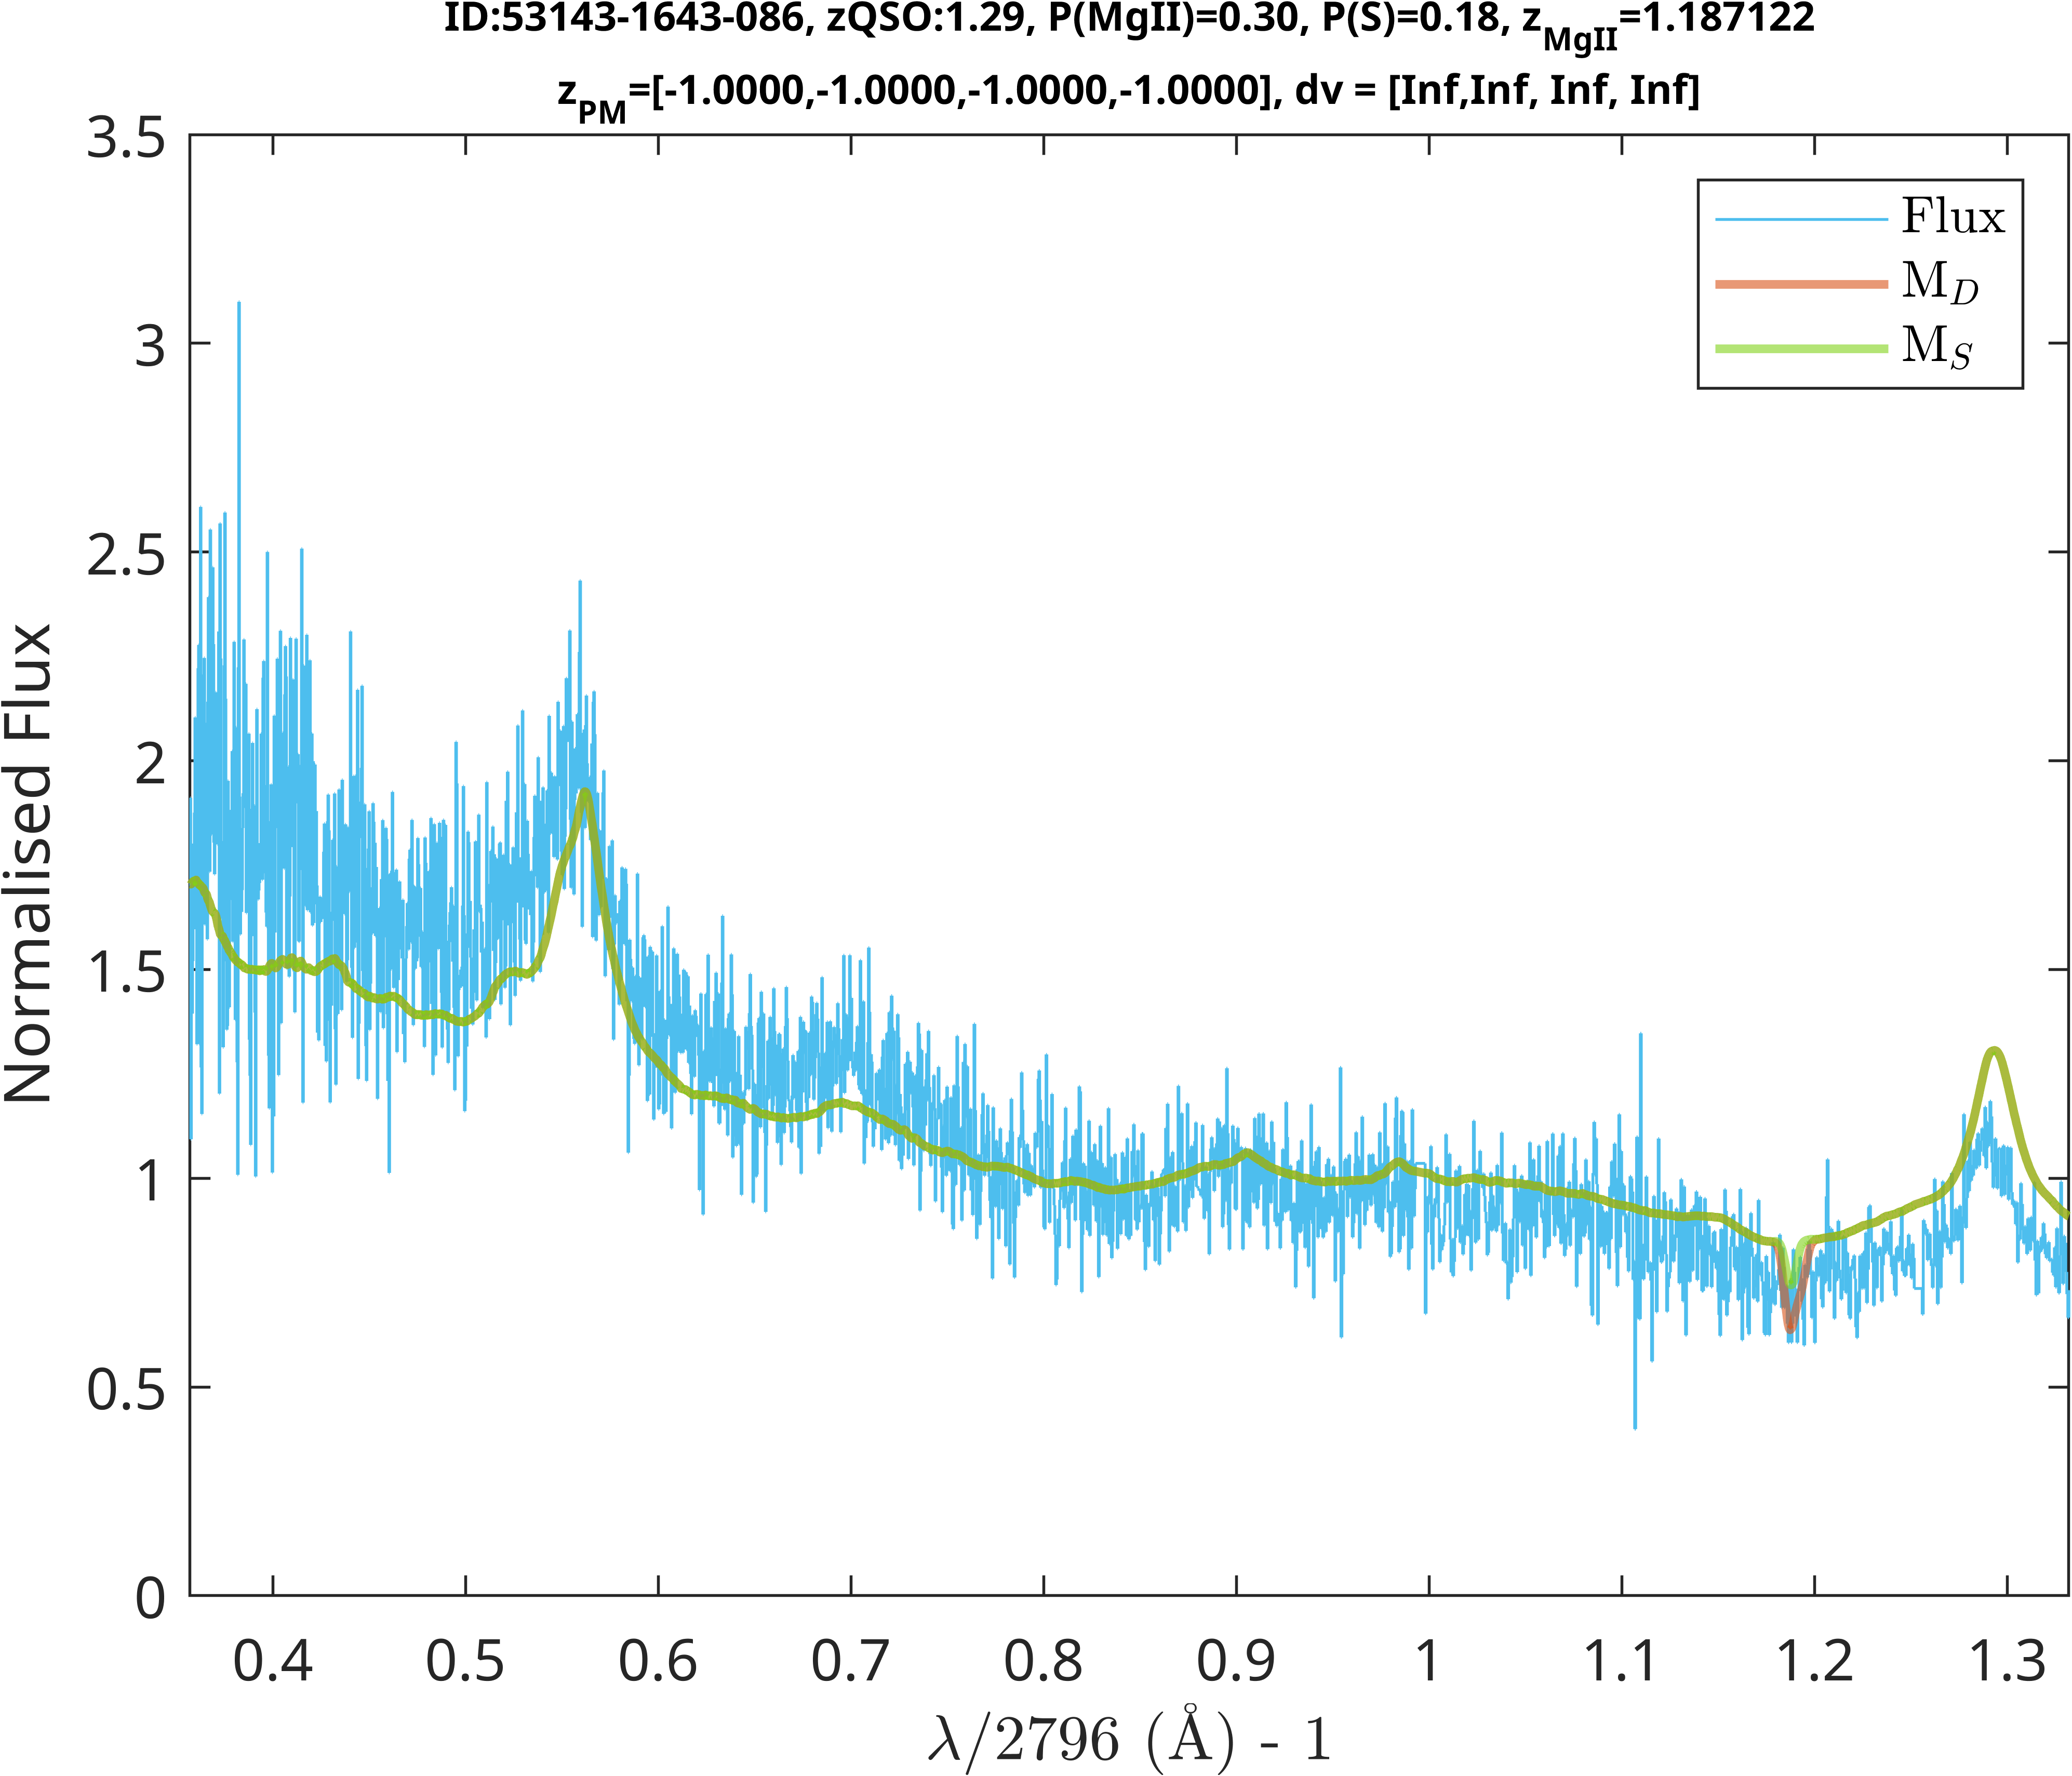 ID:53143-1643-086, zQSO:1.29, P(MgII)=0.30, P(S)=0.18, zMgII=1.187122
zPM=[-1.0000,-1.0000,-1.0000,-1.0000], dv = [Inf,Inf, Inf, Inf]
3.5
3
2.5
2
1.5
1
0.5
0
Normalised Flux
Flux
MD
MS
0.4 0.5 0.6 0.7 0.8 0.9 1 1.1 1.2 1.3
λ/2796 (Å) - 1